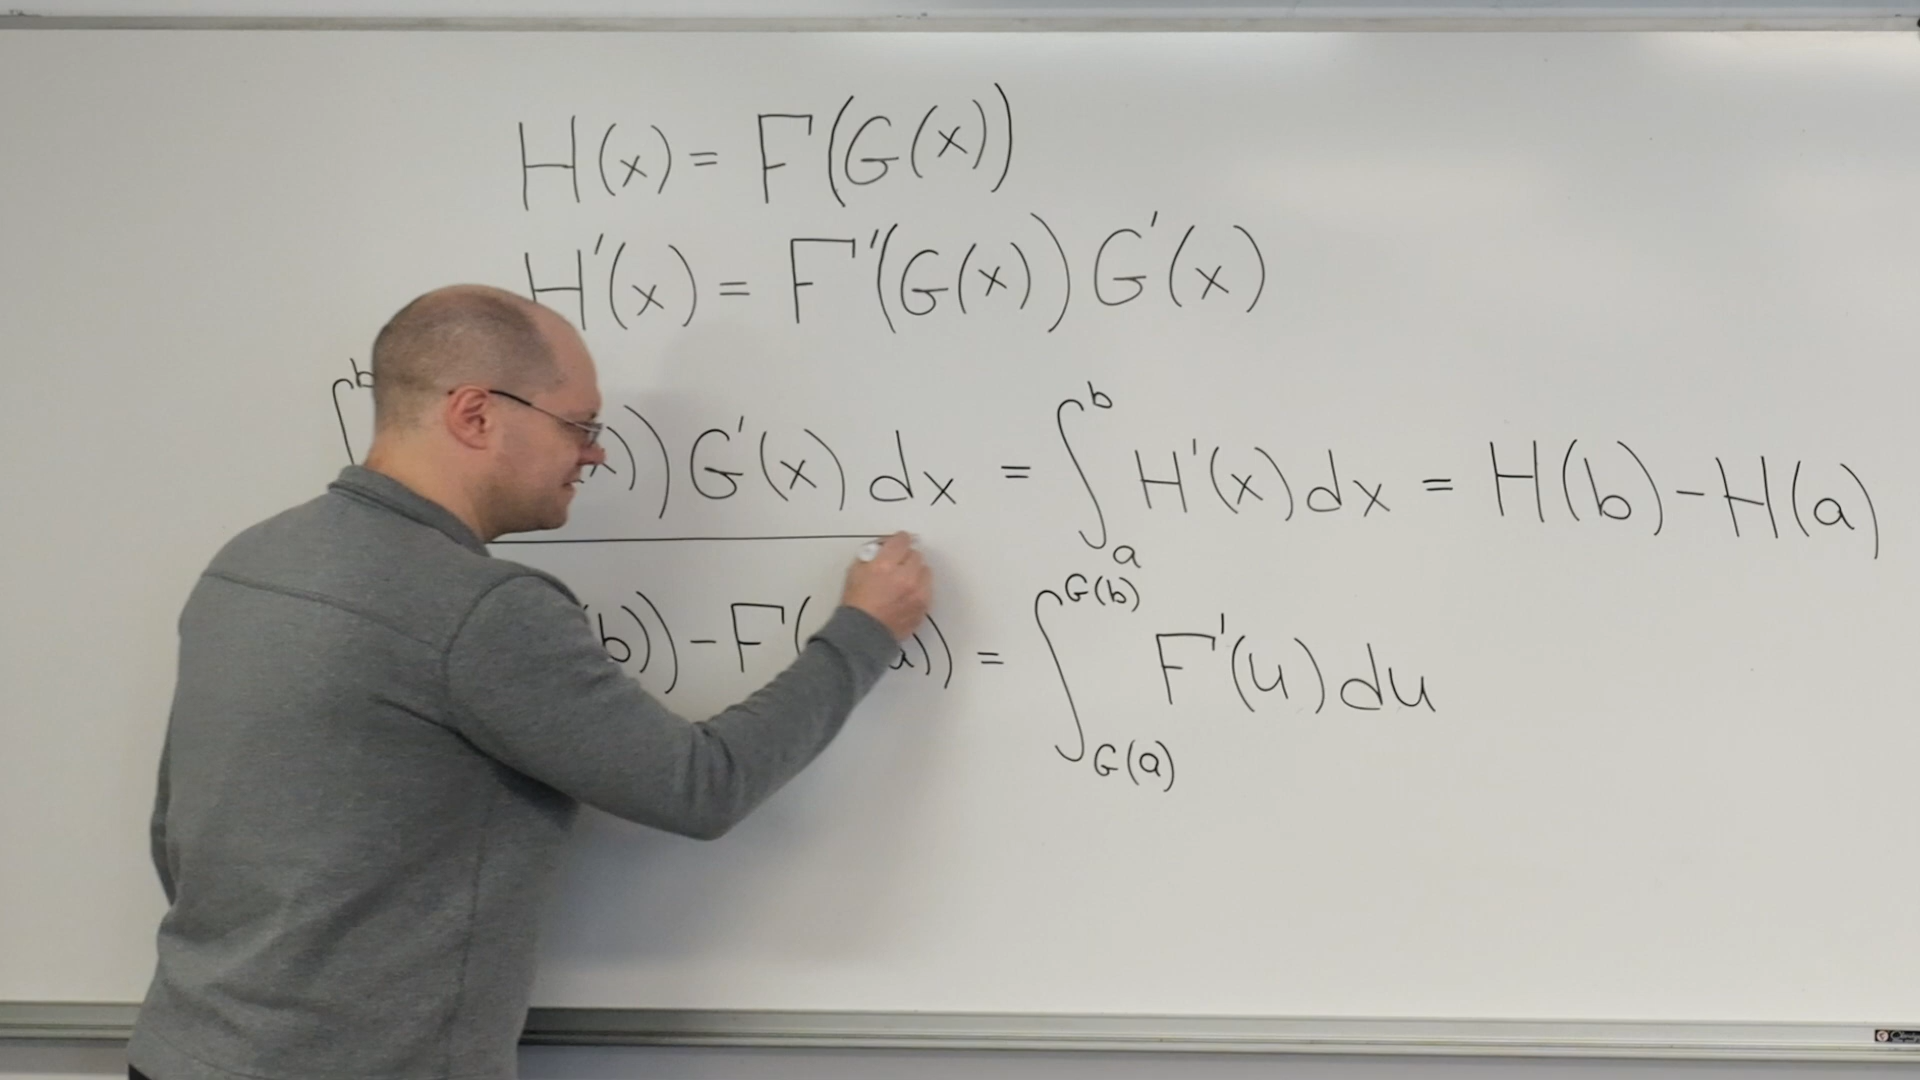 H(x) = F(G(x))
H'(x) = F'(G(x)) G'(x)
∫ b x)) G'(x) dx = ∫_a^b H'(x) dx = H(b) - H(a)
b)) - F( a)) = ∫_{G(a)}^{G(b)} F'(u) du